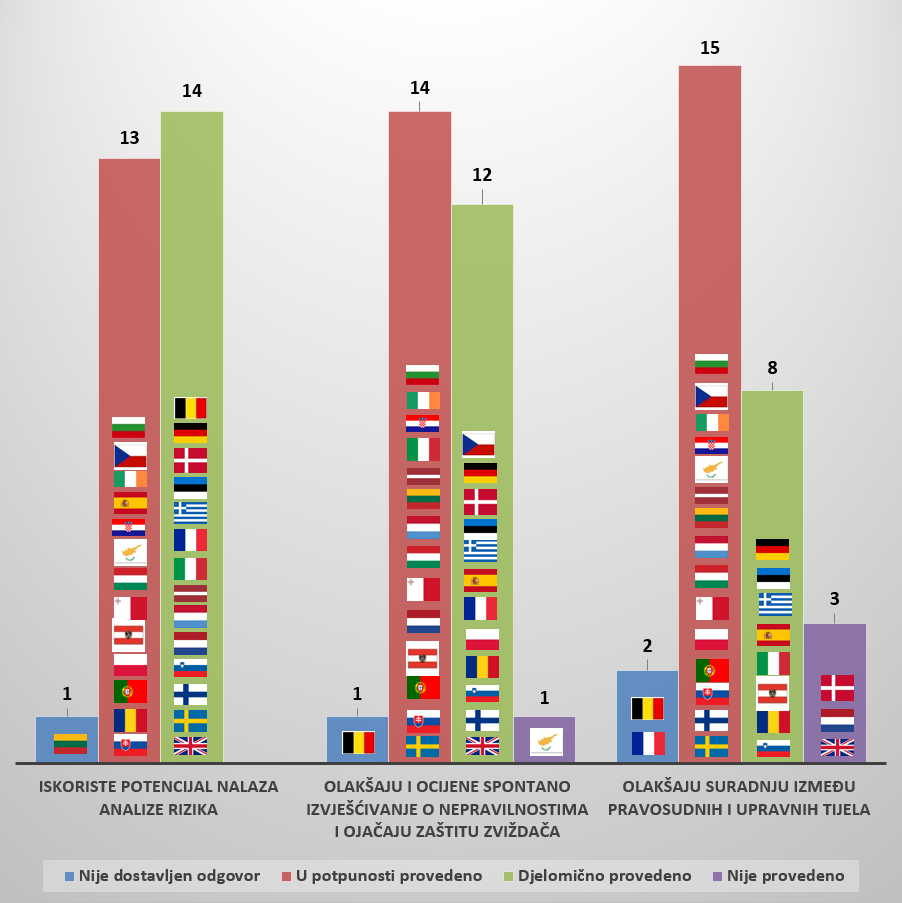 15
14
14
13
12
8
3
2
1
1
1
ISKORISTE POTENCIJAL NALAZA
ANALIZE RIZIKA
OLAKŠAJU I OCIJENE SPONTANO
IZVJEŠĆIVANJE O NEPRAVILNOSTIMA
I OJAČAJU ZAŠTITU ZVIŽDAČA
OLAKŠAJU SURADNJU IZMEĐU
PRAVOSUDNIH I UPRAVNIH TIJELA
Nije dostavljen odgovor
U potpunosti provedeno
Djelomično provedeno
Nije provedeno